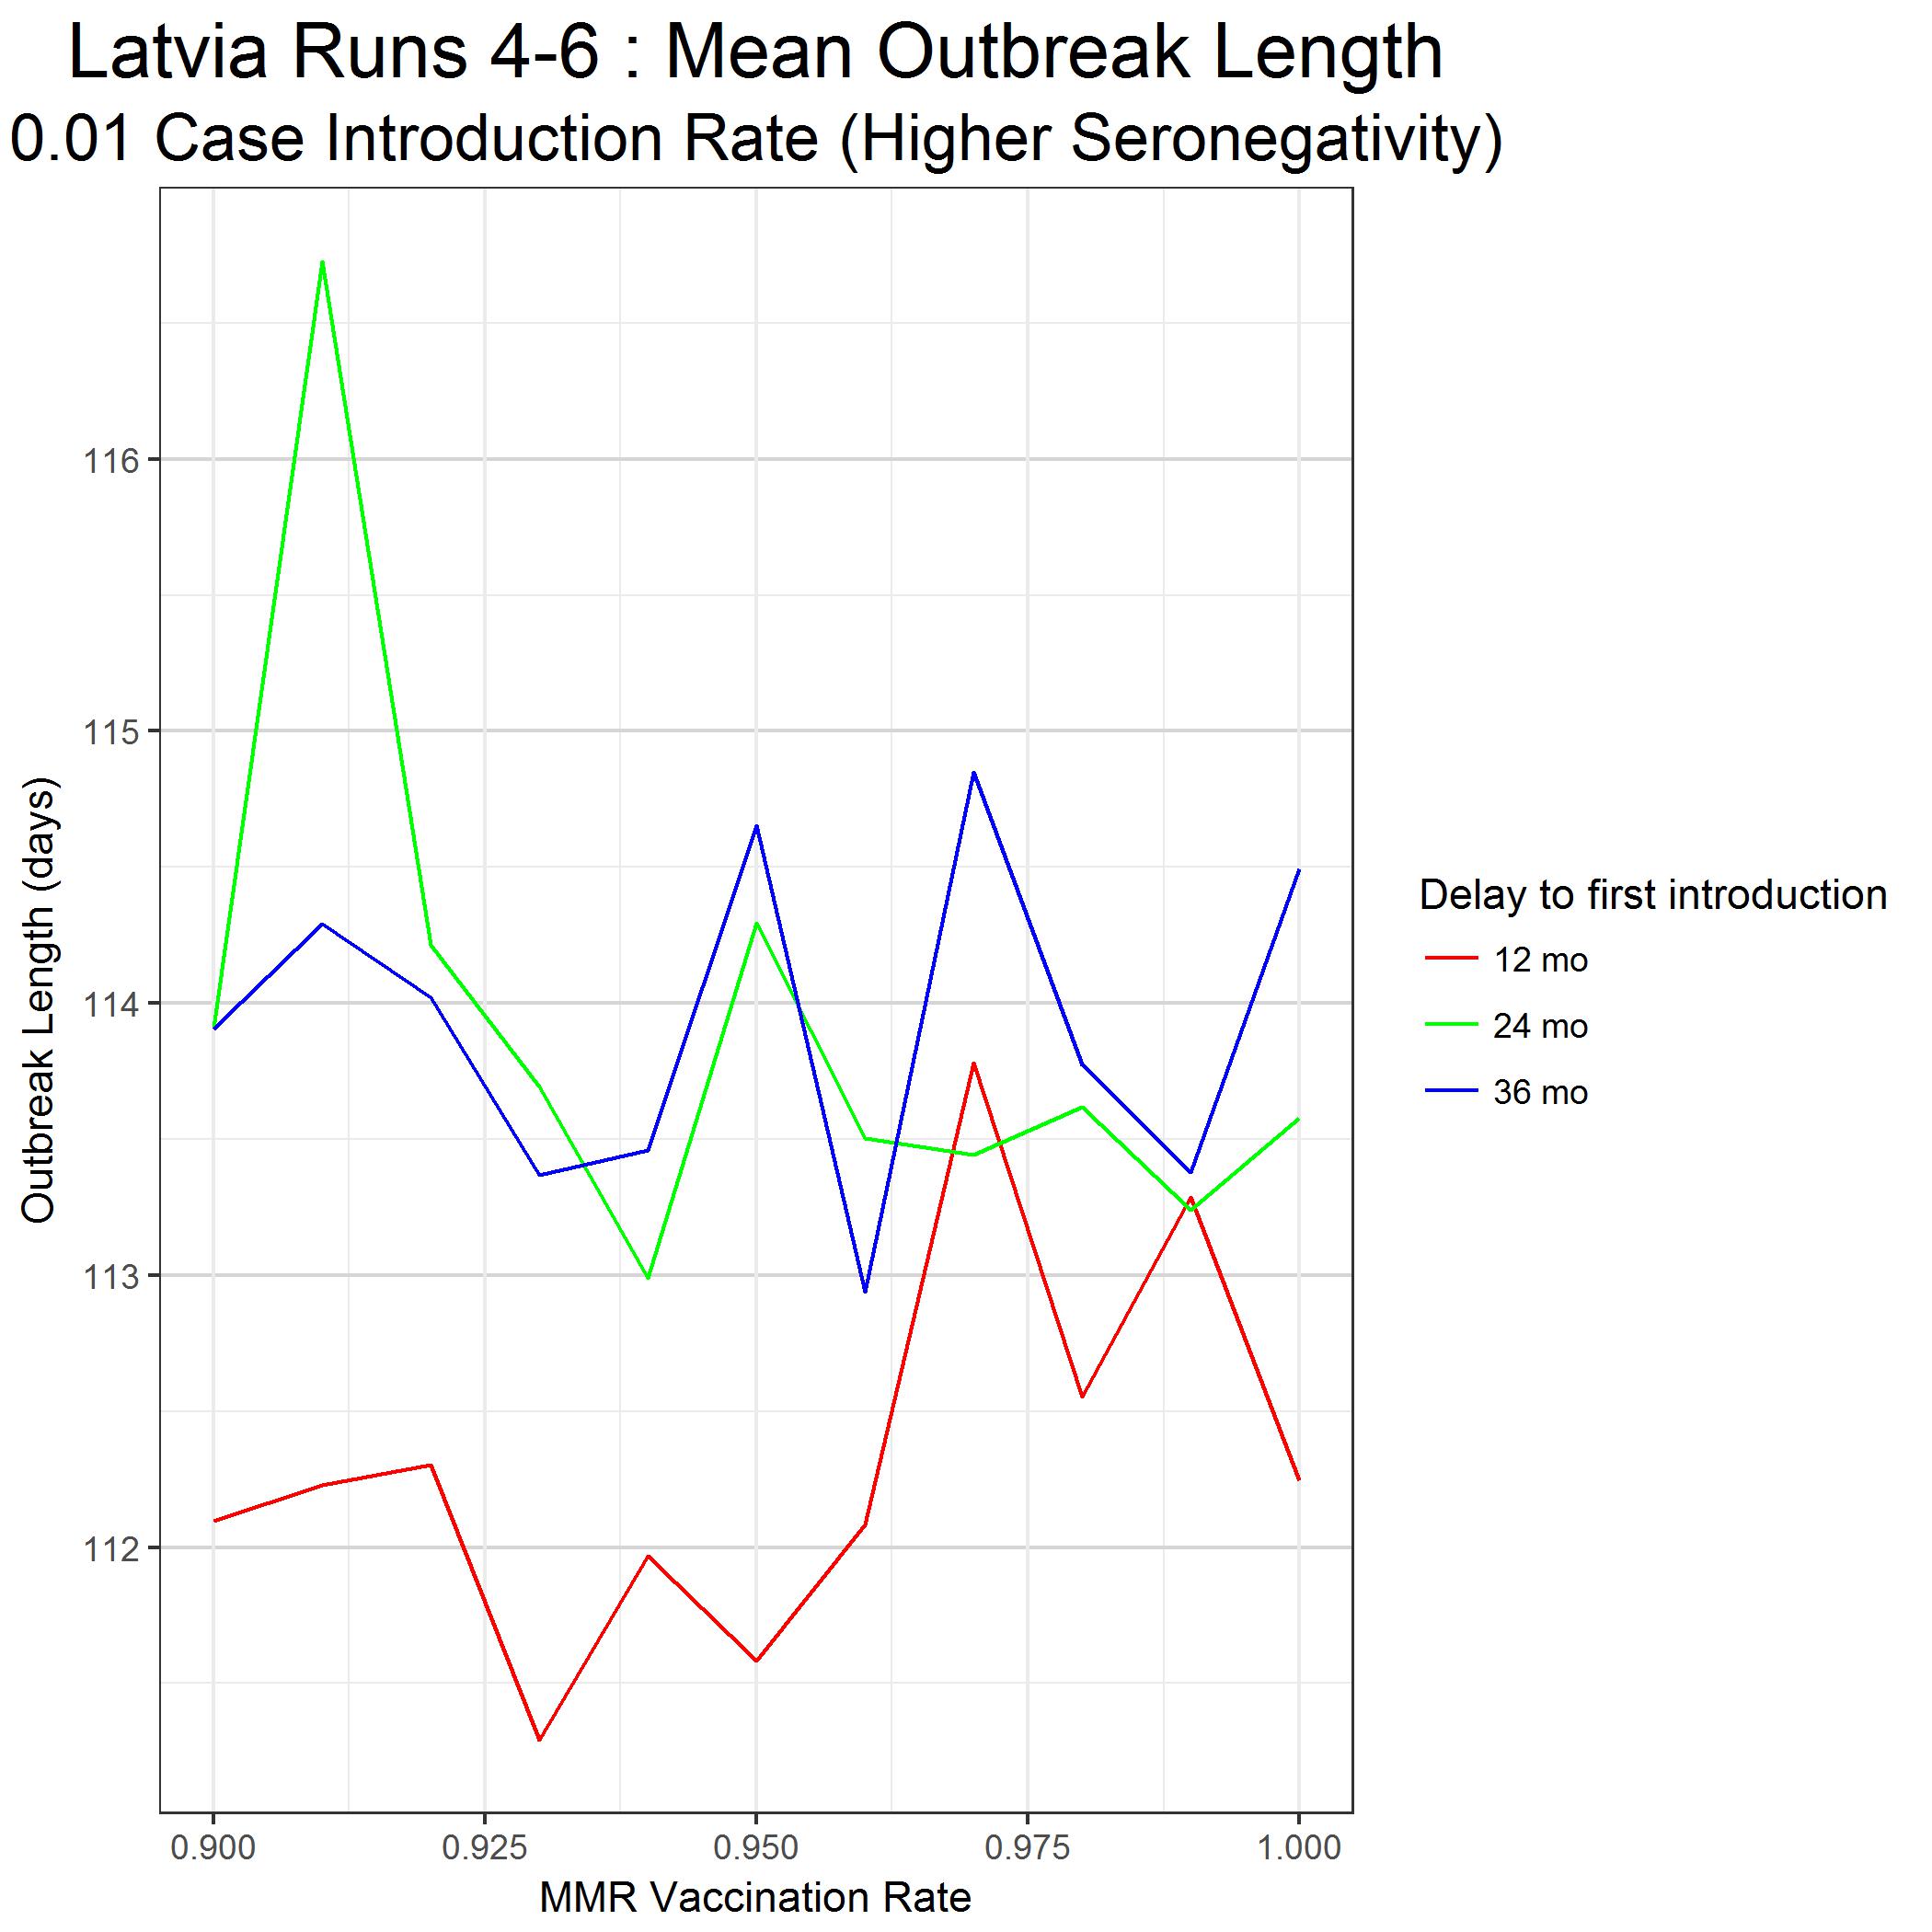 Latvia Runs 4-6 : Mean Outbreak Length
0.01 Case Introduction Rate (Higher Seronegativity)
Outbreak Length (days)
116
115
114
113
112
0.900 0.925 0.950 0.975 1.000
MMR Vaccination Rate
Delay to first introduction
12 mo
24 mo
36 mo